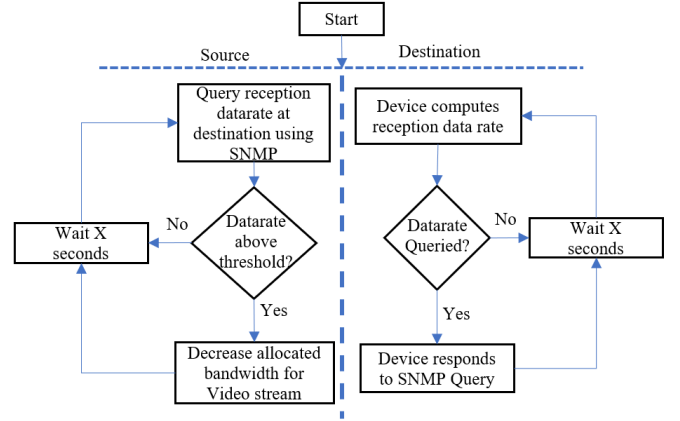 Start
Source
Destination
Query reception
datarate at
destination using
SNMP
Device computes
reception data rate
No
Datarate
above
threshold?
Wait X
seconds
Datarate
Queried?
No
Wait X
seconds
Yes
Yes
Decrease allocated
bandwidth for
Video stream
Device responds
to SNMP Query